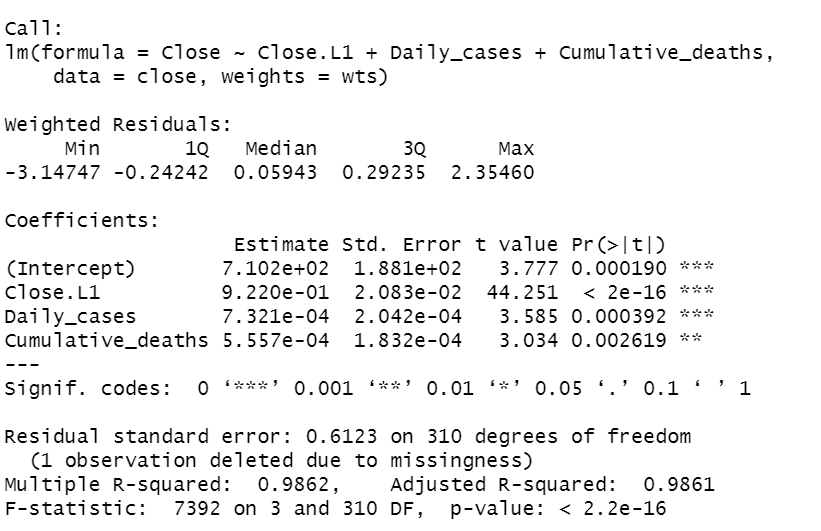 Call:
lm(formula = Close ~ Close.L1 + Daily_cases + Cumulative_deaths,
    data = close, weights = wts)

Weighted Residuals:
     Min       1Q   Median       3Q      Max
-3.14747 -0.24242  0.05943  0.29235  2.35460

Coefficients:
                   Estimate Std. Error t value Pr(>|t|)
(Intercept)       7.102e+02  1.881e+02   3.777 0.000190 ***
Close.L1          9.220e-01  2.083e-02  44.251  < 2e-16 ***
Daily_cases       7.321e-04  2.042e-04   3.585 0.000392 ***
Cumulative_deaths 5.557e-04  1.832e-04   3.034 0.002619 **
---
Signif. codes:  0 ‘***’ 0.001 ‘**’ 0.01 ‘*’ 0.05 ‘.’ 0.1 ‘ ’ 1

Residual standard error: 0.6123 on 310 degrees of freedom
  (1 observation deleted due to missingness)
Multiple R-squared:  0.9862,    Adjusted R-squared:  0.9861
F-statistic:  7392 on 3 and 310 DF,  p-value: < 2.2e-16